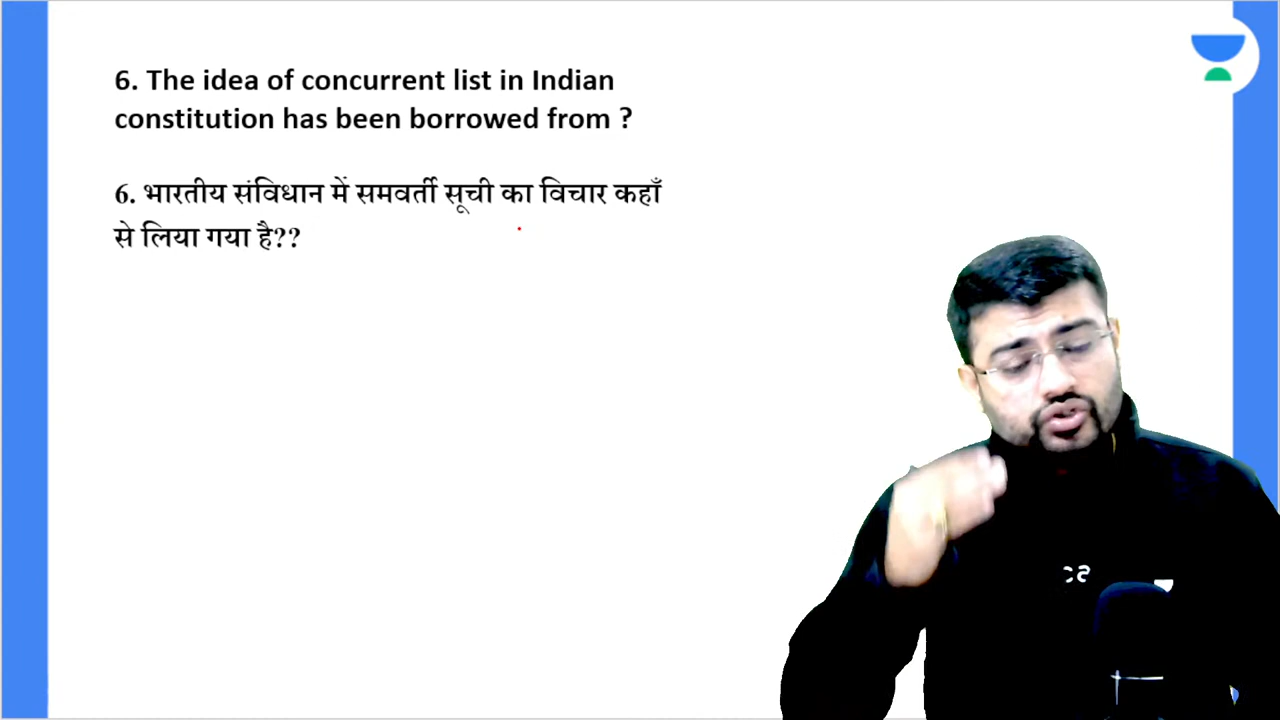 6. The idea of concurrent list in Indian
constitution has been borrowed from ?
6. भारतीय संविधान में समवर्ती सूची का विचार कहाँ
से लिया गया है??